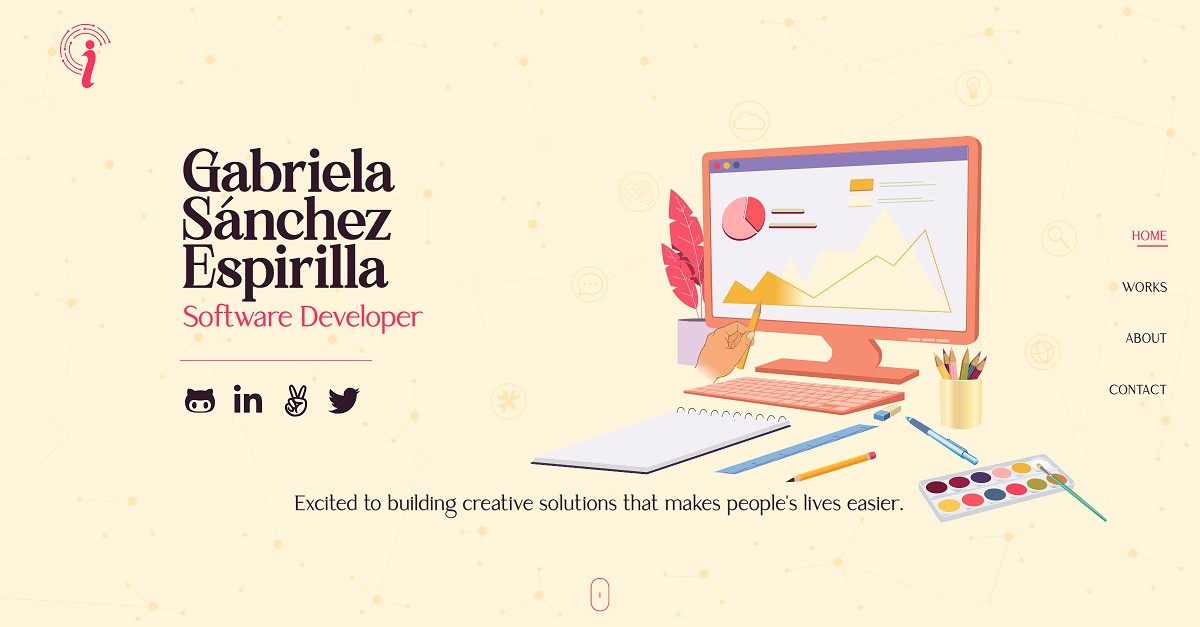 Gabriela
Sánchez
Espirilla
Software Developer
HOME
WORKS
ABOUT
CONTACT
Excited to building creative solutions that makes people's lives easier.